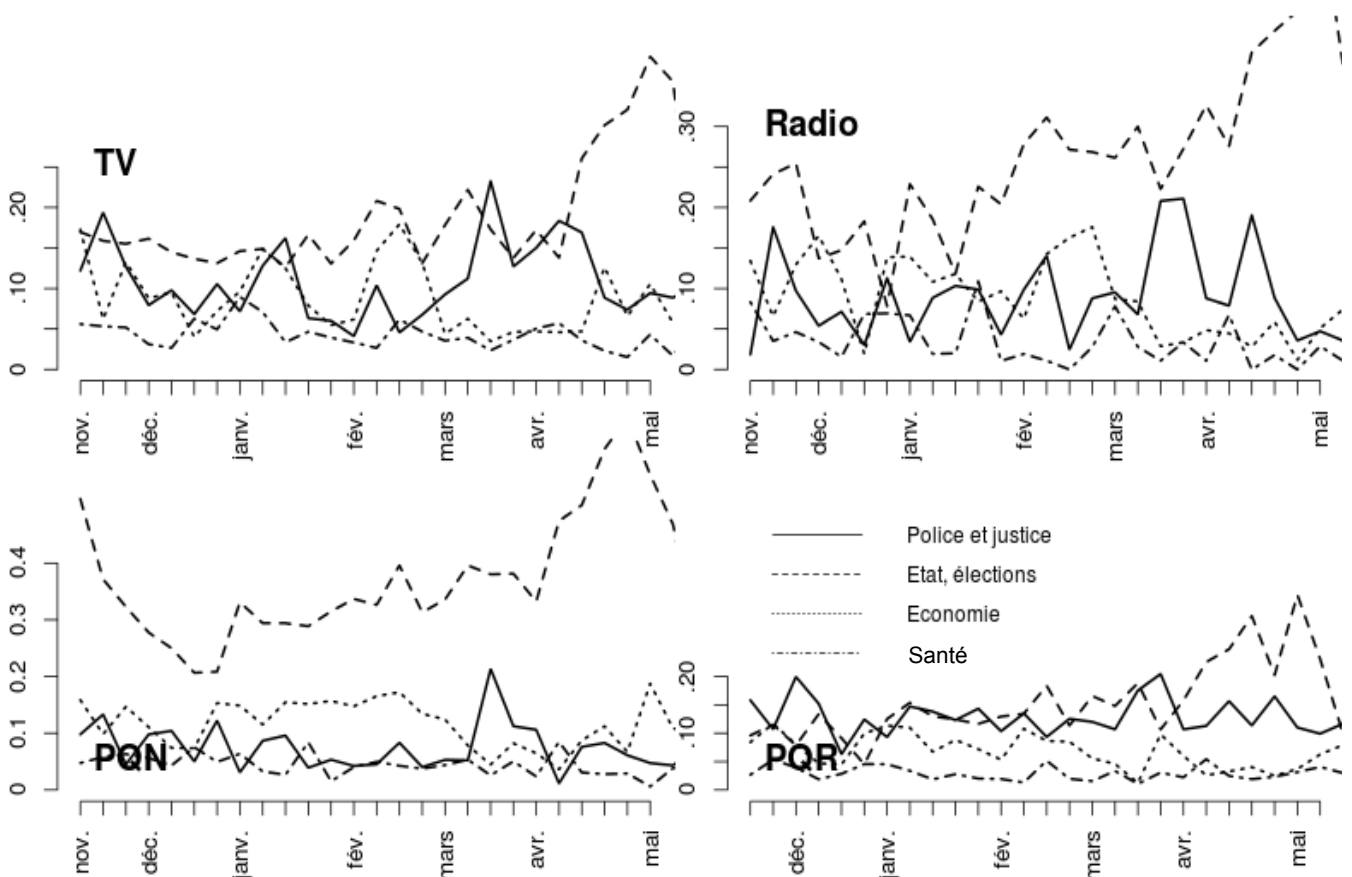 TV
.20
.10
0
nov.
déc.
janv.
fév.
mars
avr.
mai
Radio
.30
.20
.10
0
nov.
déc.
janv.
fév.
mars
avr.
mai
PQN
0.4
0.3
0.2
0.1
0
nov.
déc.
janv.
fév.
mars
avr.
mai
Police et justice
Etat, élections
Economie
Santé
PQR
.20
.10
0
déc.
janv.
fév.
mars
avr.
mai